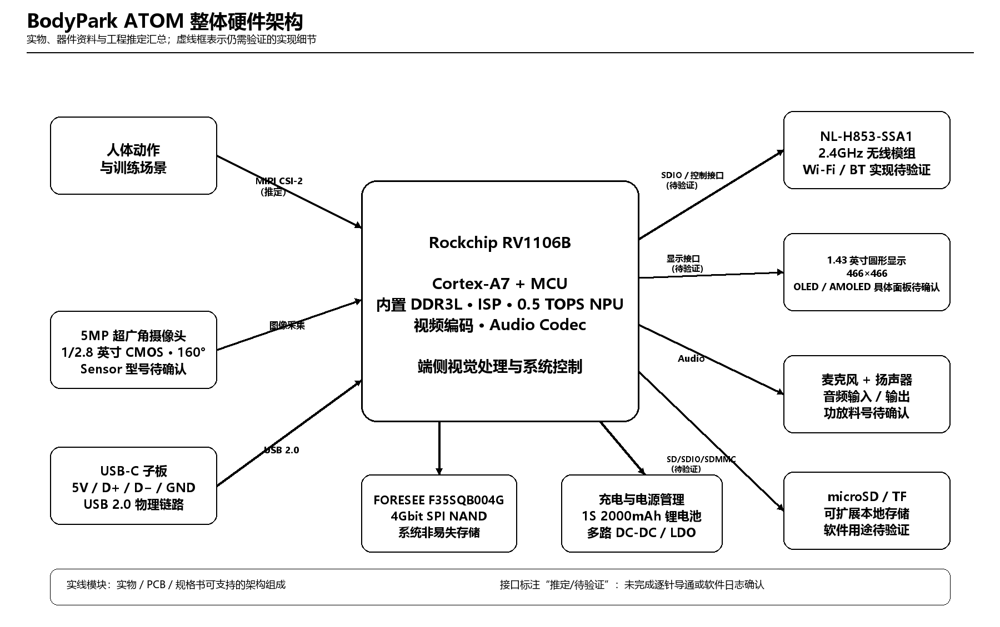 BodyPark ATOM 整体硬件架构
实物、器件资料与工程推定汇总；虚线框表示仍需验证的实现细节
人体动作
与训练场景
MIPI CSI-2
（推定）
5MP 超广角摄像头
1/2.8 英寸 CMOS • 160°
Sensor 型号待确认
图像采集
USB-C 子板
5V / D+ / D− / GND
USB 2.0 物理链路
USB 2.0
Rockchip RV1106B
Cortex-A7 + MCU
内置 DDR3L • ISP • 0.5 TOPS NPU
视频编码 • Audio Codec
端侧视觉处理与系统控制
SDIO / 控制接口
（待验证）
NL-H853-SSA1
2.4GHz 无线模组
Wi-Fi / BT 实现待验证
显示接口
（待验证）
1.43 英寸圆形显示
466×466
OLED / AMOLED 具体面板待确认
Audio
麦克风 + 扬声器
音频输入 / 输出
功放料号待确认
SD/SDIO/SDMMC
（待验证）
microSD / TF
可扩展本地存储
软件用途待验证
FORESEE F35SQB004G
4Gbit SPI NAND
系统非易失存储
充电与电源管理
1S 2000mAh 锂电池
多路 DC-DC / LDO
实线模块：实物 / PCB / 规格书可支持的架构组成
接口标注“推定/待验证”：未完成逐针导通或软件日志确认